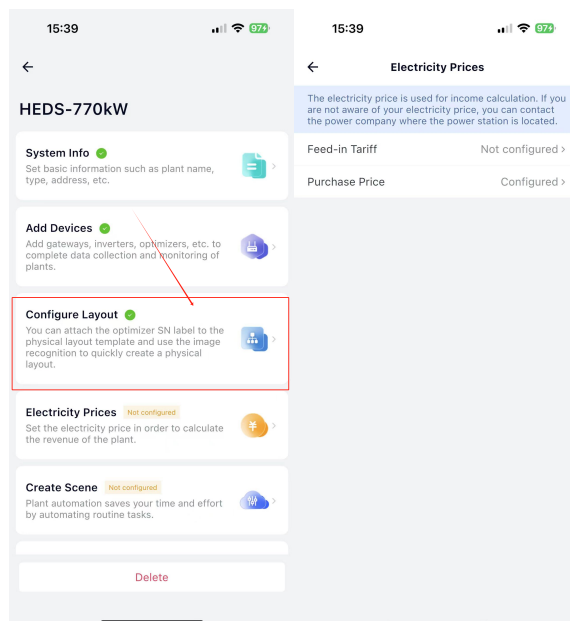 15:39
97
HEDS-770kW
System Info
Set basic information such as plant name,
type, address, etc.
Add Devices
Add gateways, inverters, optimizers, etc. to
complete data collection and monitoring of
plants.
Configure Layout
You can attach the optimizer SN label to the
physical layout template and use the image
recognition to quickly create a physical
layout.
Electricity Prices Not configured
Set the electricity price in order to calculate
the revenue of the plant.
¥
Create Scene Not configured
Plant automation saves your time and effort
by automating routine tasks.
Delete
15:39
97
Electricity Prices
The electricity price is used for income calculation. If you
are not aware of your electricity price, you can contact
the power company where the power station is located.
Feed-in Tariff Not configured
Purchase Price Configured